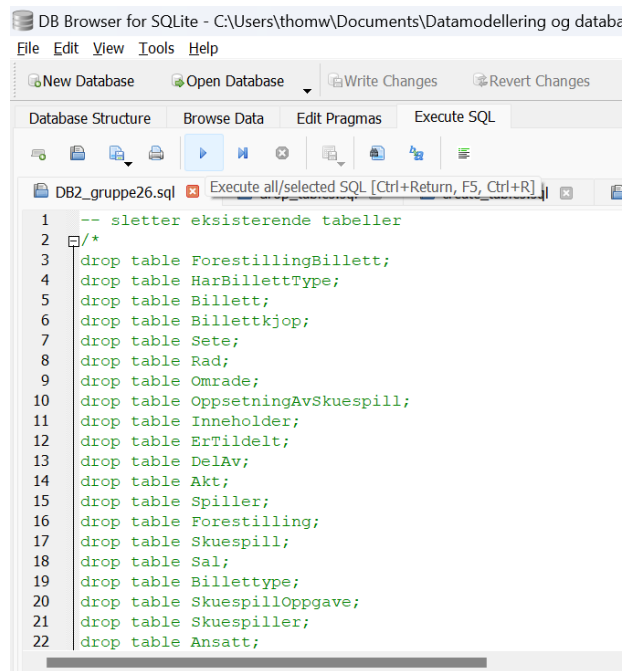 DB Browser for SQLite - C:\Users\thomw\Documents\Datamodellering og databa
File Edit View Tools Help
New Database Open Database Write Changes Revert Changes
Database Structure Browse Data Edit Pragmas Execute SQL
DB2_gruppe26.sql Execute all/selected SQL [Ctrl+Return, F5, Ctrl+R]
1 -- sletter eksisterende tabeller
2 /*
3 drop table ForestillingBillett;
4 drop table HarBillettType;
5 drop table Billett;
6 drop table Billettkjop;
7 drop table Sete;
8 drop table Rad;
9 drop table Omrade;
10 drop table OppsetningAvSkuespill;
11 drop table Inneholder;
12 drop table ErTildelt;
13 drop table DelAv;
14 drop table Akt;
15 drop table Spiller;
16 drop table Forestilling;
17 drop table Skuespill;
18 drop table Sal;
19 drop table Billettype;
20 drop table SkuespillOppgave;
21 drop table Skuespiller;
22 drop table Ansatt;